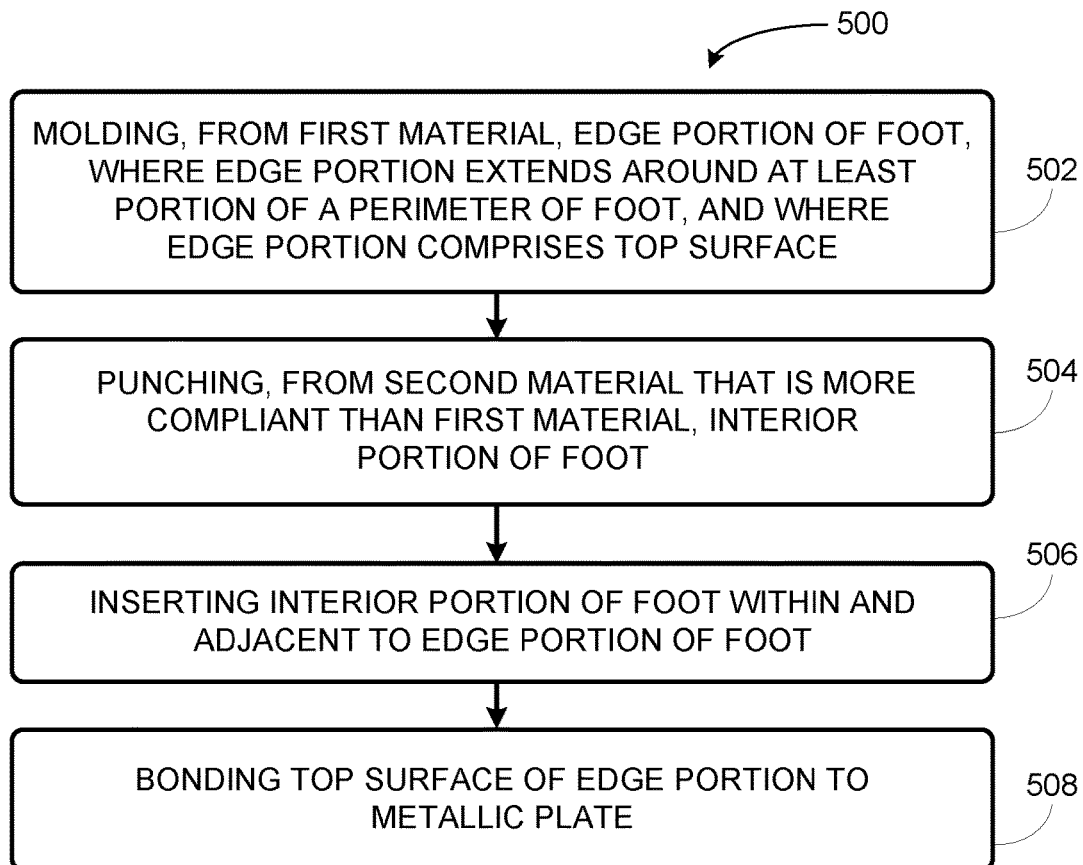 500
MOLDING, FROM FIRST MATERIAL, EDGE PORTION OF FOOT,
WHERE EDGE PORTION EXTENDS AROUND AT LEAST
PORTION OF A PERIMETER OF FOOT, AND WHERE
EDGE PORTION COMPRISES TOP SURFACE
502
PUNCHING, FROM SECOND MATERIAL THAT IS MORE
COMPLIANT THAN FIRST MATERIAL, INTERIOR
PORTION OF FOOT
504
INSERTING INTERIOR PORTION OF FOOT WITHIN AND
ADJACENT TO EDGE PORTION OF FOOT
506
BONDING TOP SURFACE OF EDGE PORTION TO
METALLIC PLATE
508